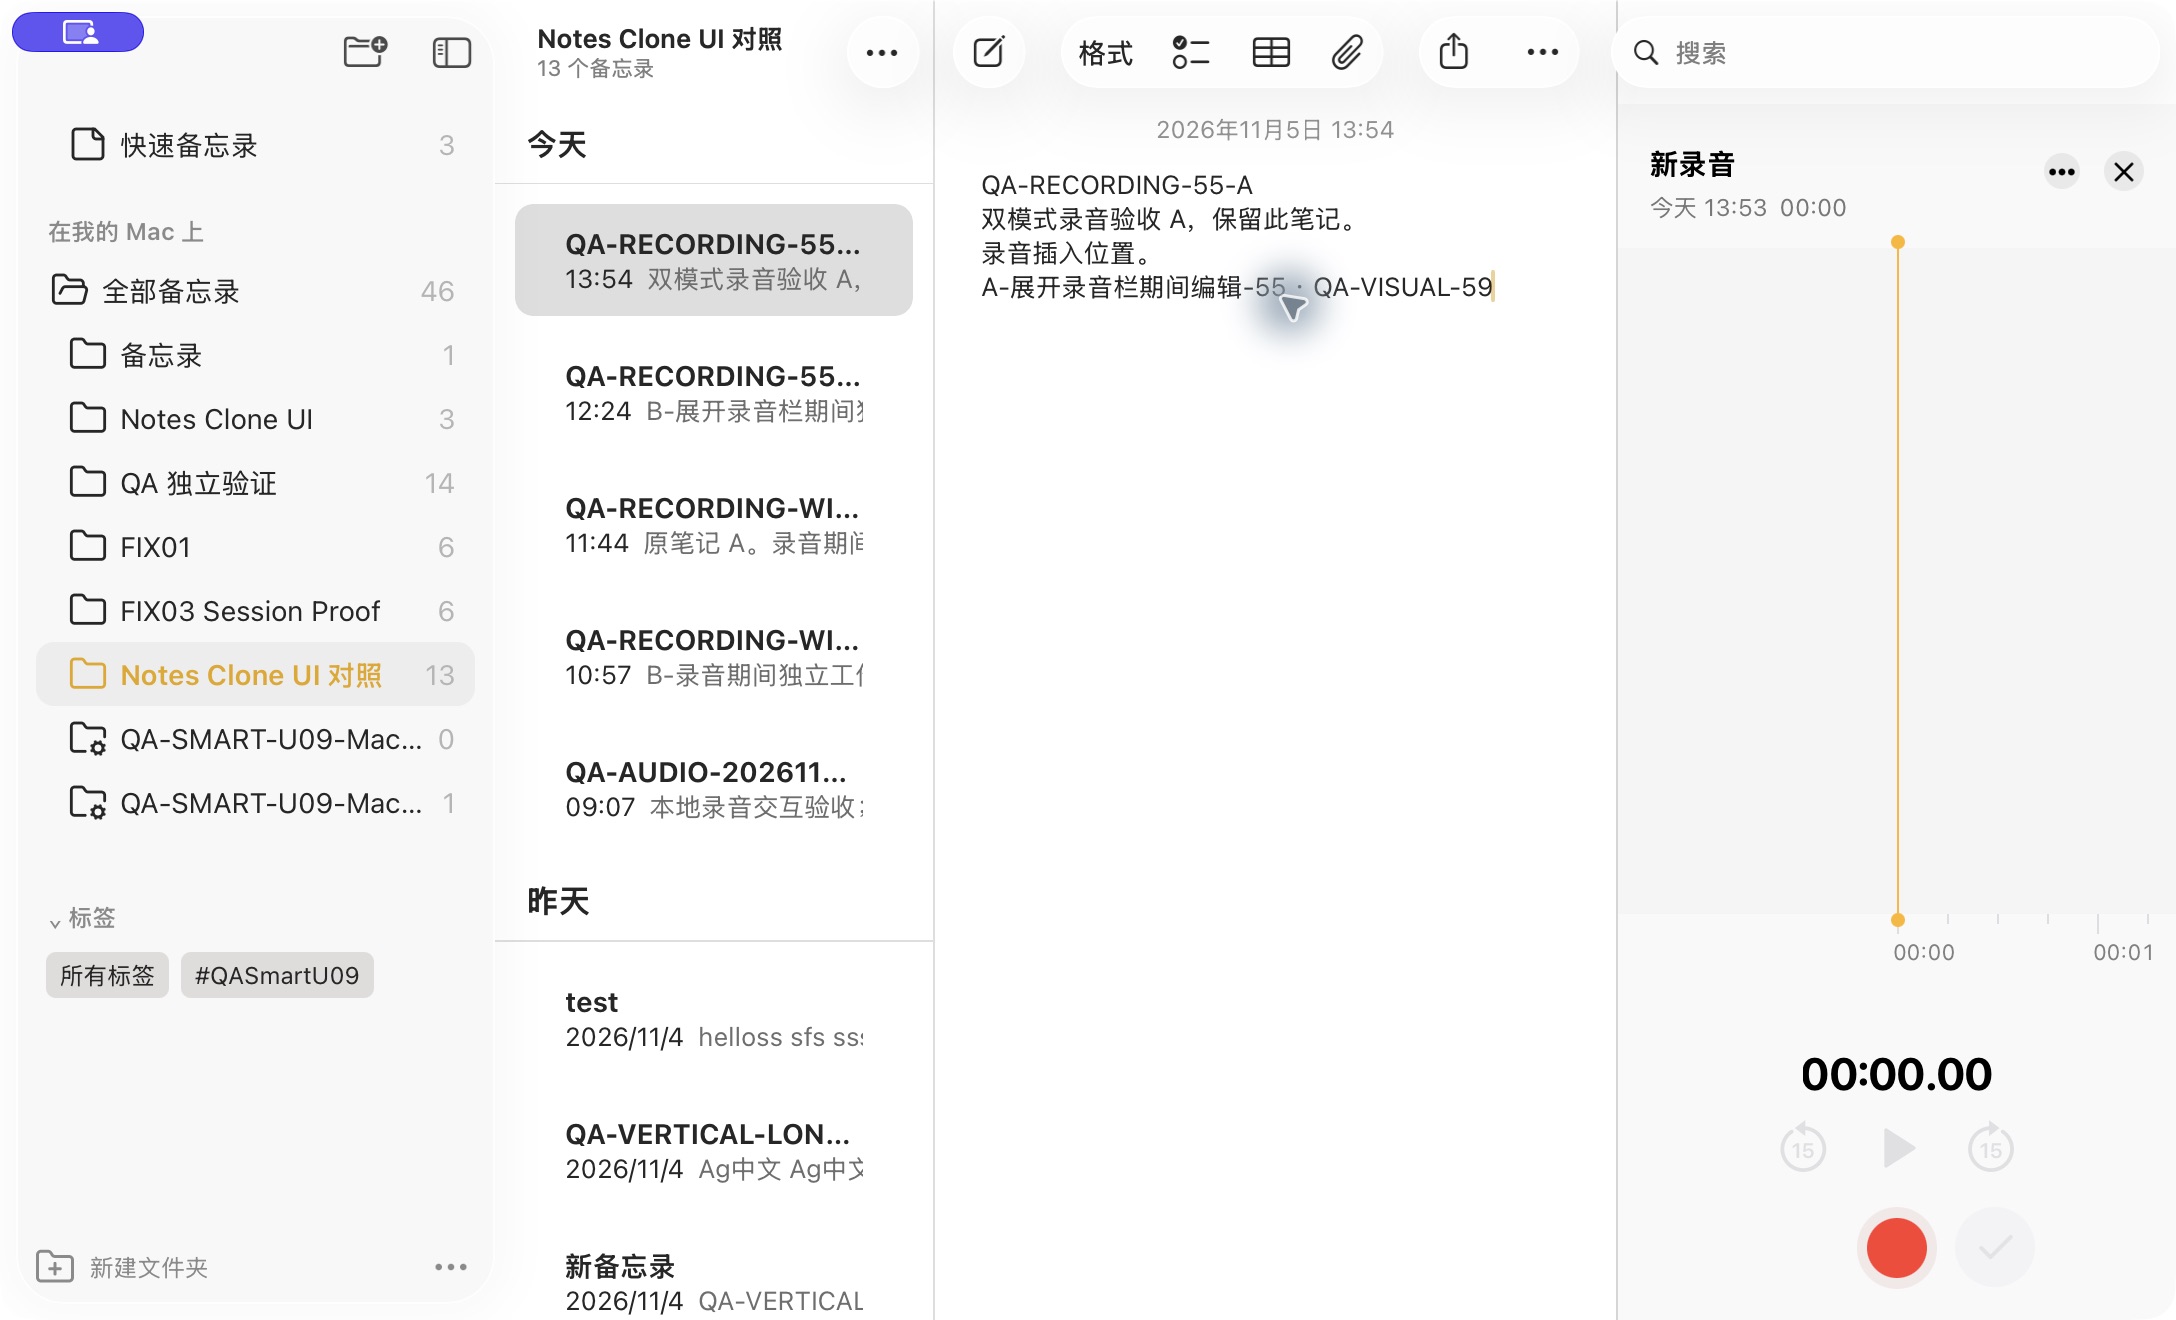 快速备忘录 3
在我的 Mac 上
全部备忘录 46
备忘录 1
Notes Clone UI 3
QA 独立验证 14
FIX01 6
FIX03 Session Proof 6
Notes Clone UI 对照 13
QA-SMART-U09-Mac... 0
QA-SMART-U09-Mac... 1
标签
所有标签 #QASmartU09
新建文件夹
Notes Clone UI 对照
13 个备忘录
今天
QA-RECORDING-55...
13:54 双模式录音验收 A,
QA-RECORDING-55...
12:24 B-展开录音栏期间
QA-RECORDING-WI...
11:44 原笔记 A。录音期间
QA-RECORDING-WI...
10:57 B-录音期间独立工作
QA-AUDIO-202611...
09:07 本地录音交互验收;
昨天
test
2026/11/4 helloss sfs sss
QA-VERTICAL-LON...
2026/11/4 Ag中文 Ag中文
新备忘录
2026/11/4 QA-VERTICAL
格式
2026年11月5日 13:54
QA-RECORDING-55-A
双模式录音验收 A，保留此笔记。
录音插入位置。
A-展开录音栏期间编辑-55 · QA-VISUAL-59
搜索
新录音
今天 13:53 00:00
00:00 00:01
00:00.00
15 15